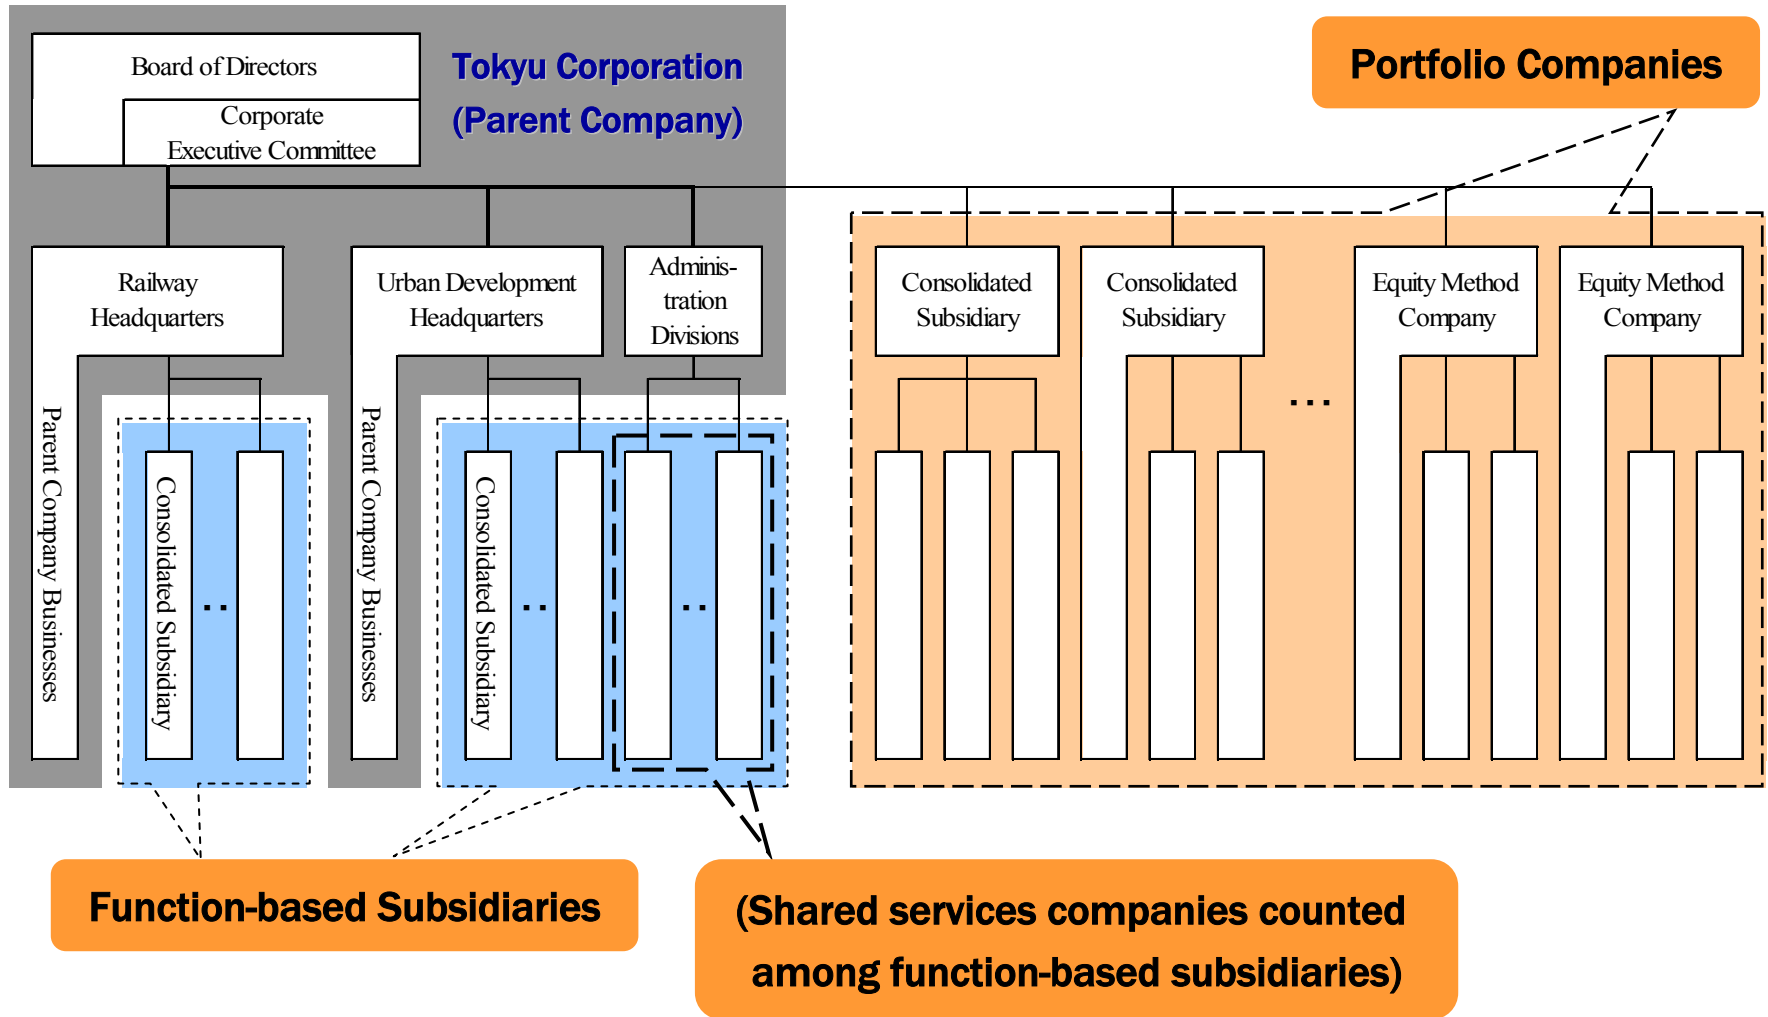 Board of Directors
Corporate
Executive Committee
Tokyu Corporation
(Parent Company)
Portfolio Companies
Railway
Headquarters
Urban Development
Headquarters
Adminis-
tration
Divisions
Consolidated
Subsidiary
Consolidated
Subsidiary
Equity Method
Company
Equity Method
Company
...
Parent Company Businesses
Consolidated Subsidiary
..
Parent Company Businesses
Consolidated Subsidiary
..
..
Function-based Subsidiaries
(Shared services companies counted
among function-based subsidiaries)